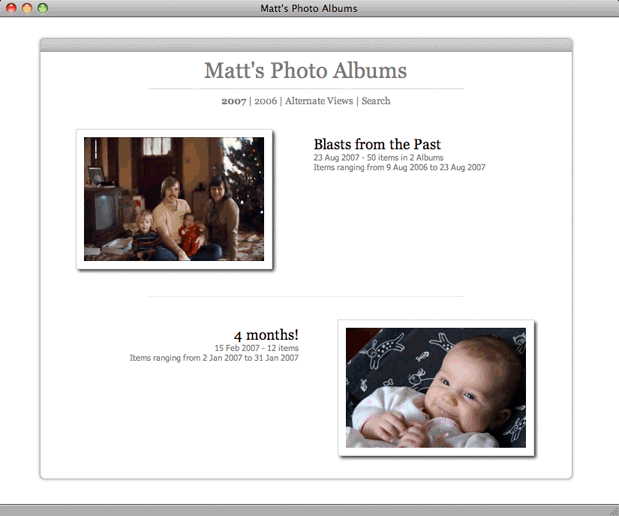 Matt's Photo Albums
Matt's Photo Albums
2007 | 2006 | Alternate Views | Search
Blasts from the Past
23 Aug 2007 - 50 items in 2 Albums
Items ranging from 9 Aug 2006 to 23 Aug 2007
4 months!
15 Feb 2007 - 12 items
Items ranging from 2 Jan 2007 to 31 Jan 2007